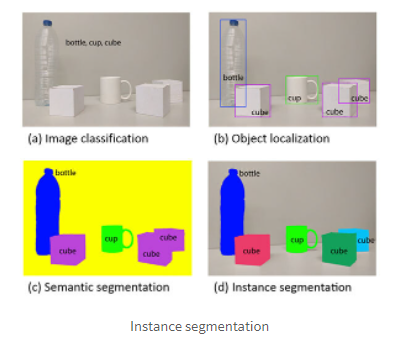 bottle, cup, cube
bottle
cup
cube
cube
cube
(a) Image classification
(b) Object localization
bottle
cup
cube
cube
cube
bottle
cup
cube
cube
cube
(c) Semantic segmentation
(d) Instance segmentation
Instance segmentation